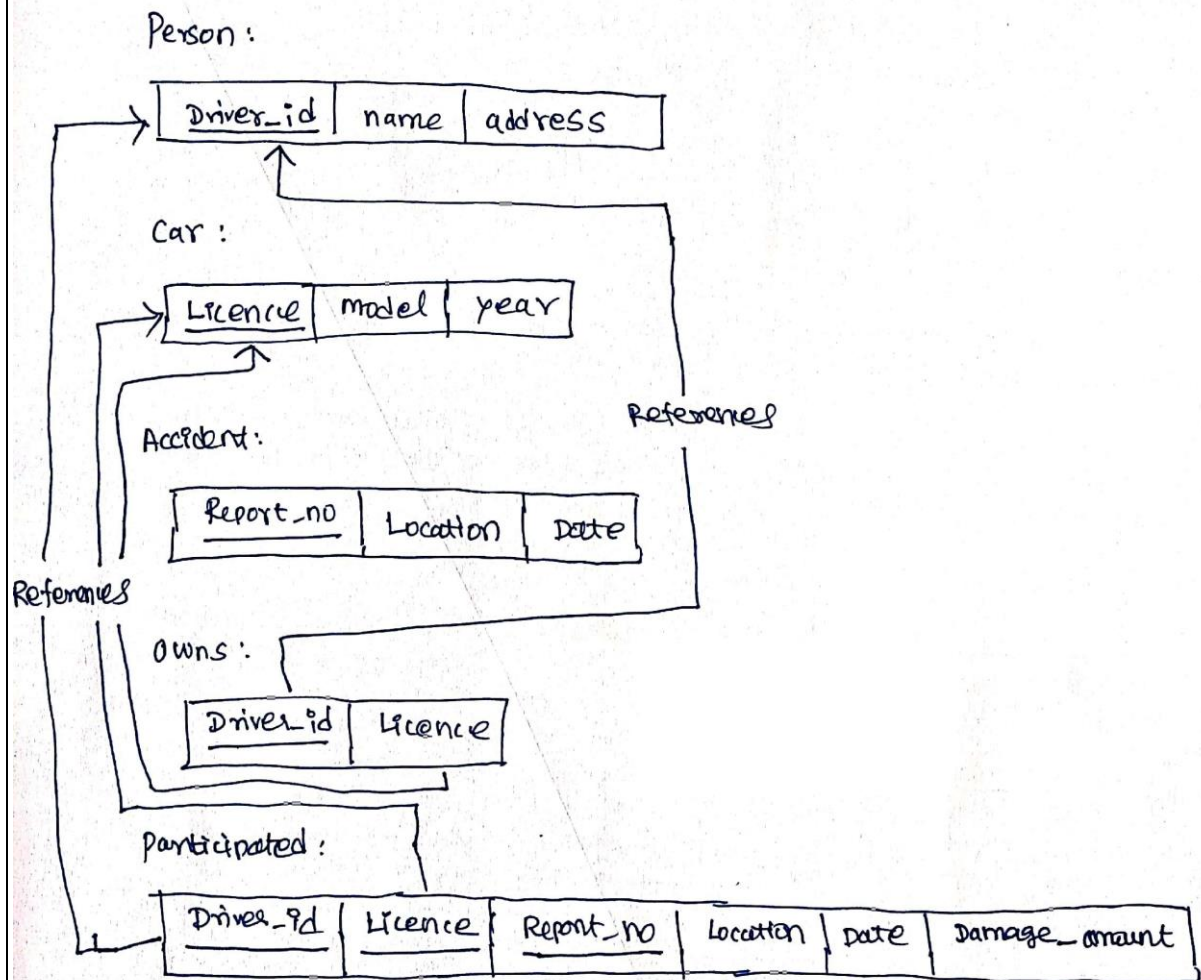 Person :
Driver_id name address
Car :
Licence model year
References
Accident:
Report_no Location Date
References
Owns :
Driver_id Licence
Participated :
Driver_id Licence Report_no Location Date Damage_amount